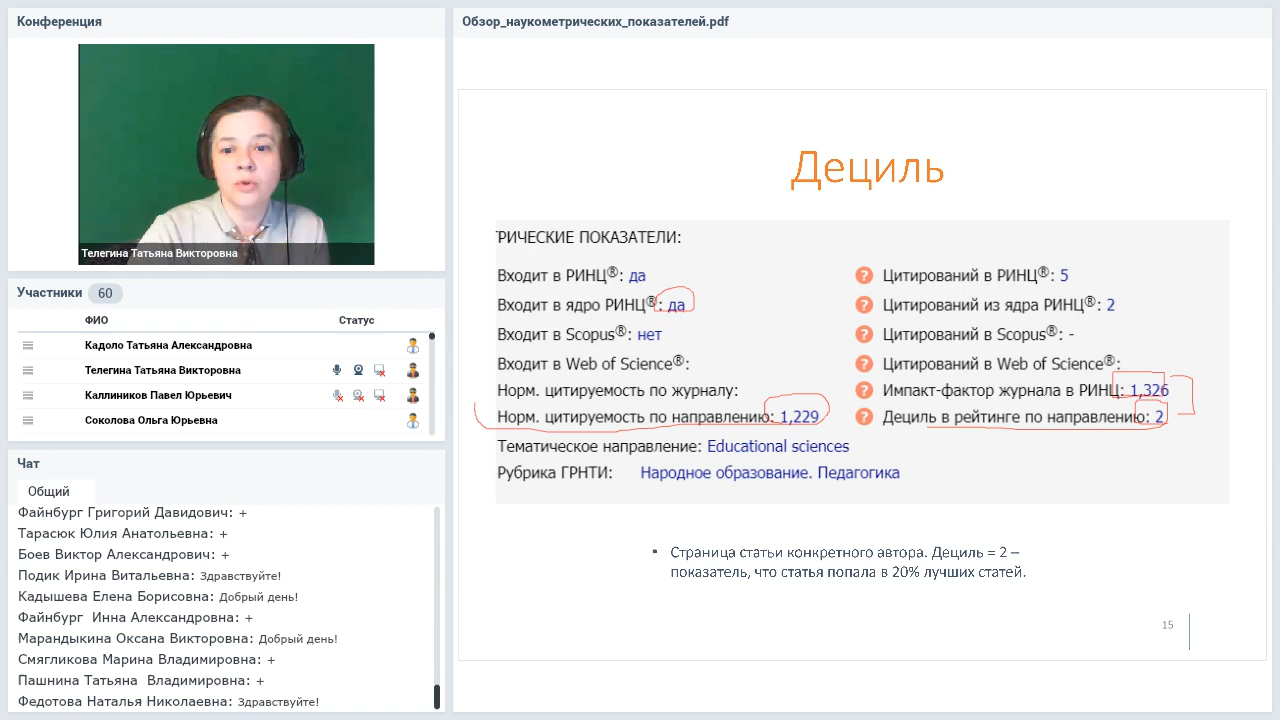 Конференция
Телегина Татьяна Викторовна
Участники 60
ФИО Статус
Кадоло Татьяна Александровна
Телегина Татьяна Викторовна
Каллиников Павел Юрьевич
Соколова Ольга Юрьевна
Чат
Общий
Файнбург Григорий Давидович: +
Тарасюк Юлия Анатольевна: +
Боев Виктор Александрович: +
Подик Ирина Витальевна: Здравствуйте!
Кадышева Елена Борисовна: Добрый день!
Файнбург Инна Александровна: +
Марандыкина Оксана Викторовна: Добрый день!
Смягликова Марина Владимировна: +
Пашнина Татьяна Владимировна: +
Федотова Наталья Николаевна: Здравствуйте!
Обзор_наукометрических_показателей.pdf
Дециль
ТРИЧЕСКИЕ ПОКАЗАТЕЛИ:
Входит в РИНЦ®: да ? Цитирований в РИНЦ®: 5
Входит в ядро РИНЦ®: да ? Цитирований из ядра РИНЦ®: 2
Входит в Scopus®: нет ? Цитирований в Scopus®: -
Входит в Web of Science®: ? Цитирований в Web of Science®:
Норм. цитируемость по журналу: ? Импакт-фактор журнала в РИНЦ: 1,326
Норм. цитируемость по направлению: 1,229 ? Дециль в рейтинге по направлению: 2
Тематическое направление: Educational sciences
Рубрика ГРНТИ: Народное образование. Педагогика
• Страница статьи конкретного автора. Дециль = 2 –
показатель, что статья попала в 20% лучших статей.
15